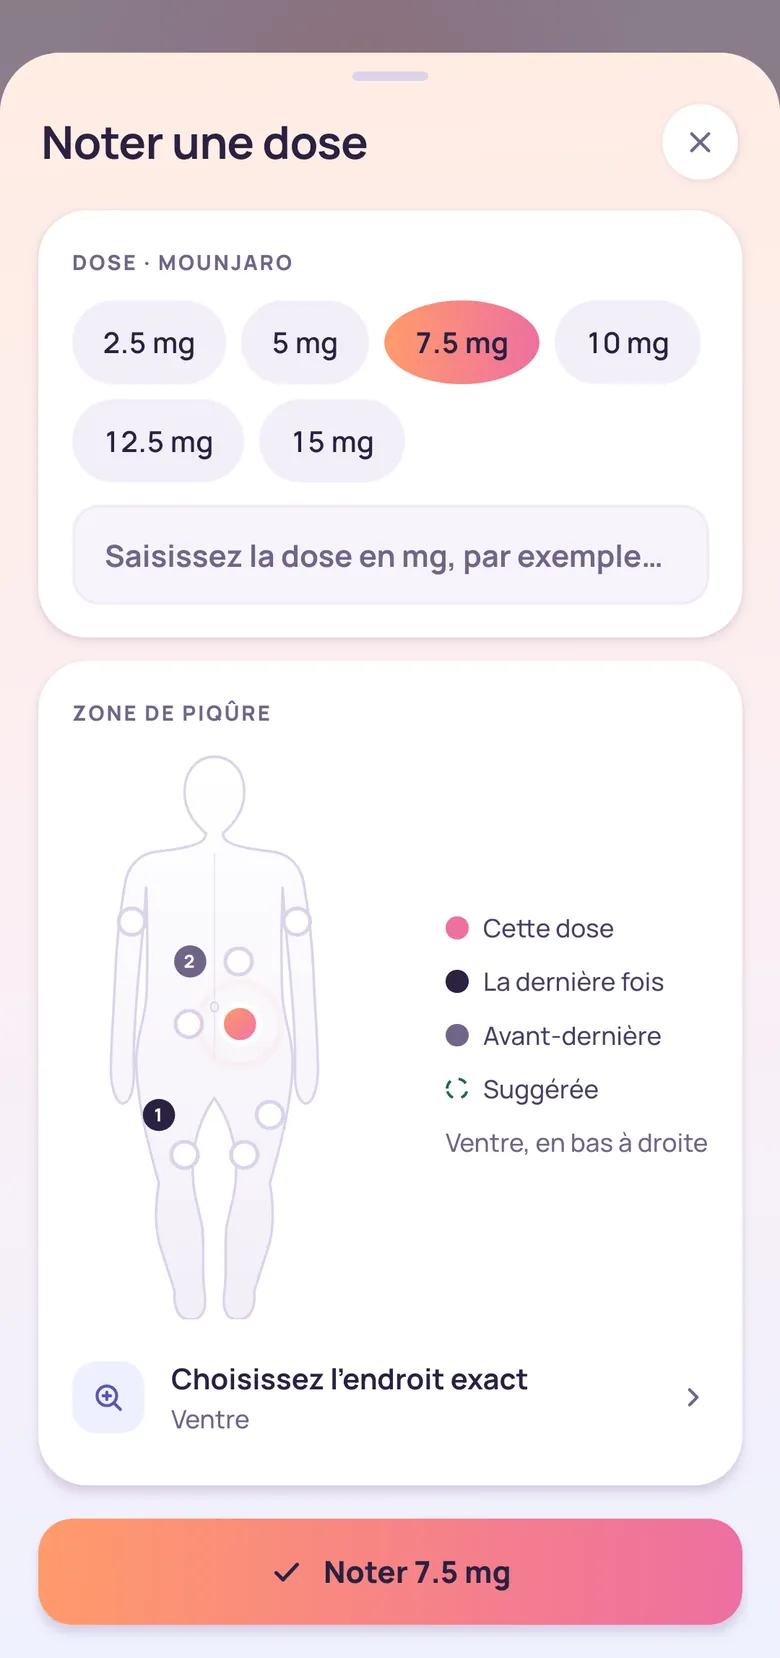 Noter une dose
DOSE · MOUNJARO
2.5 mg
5 mg
7.5 mg
10 mg
12.5 mg
15 mg
Saisissez la dose en mg, par exemple…
ZONE DE PIQÛRE
2
1
Cette dose
La dernière fois
Avant-dernière
Suggérée
Ventre, en bas à droite
Choisissez l’endroit exact
Ventre
Noter 7.5 mg